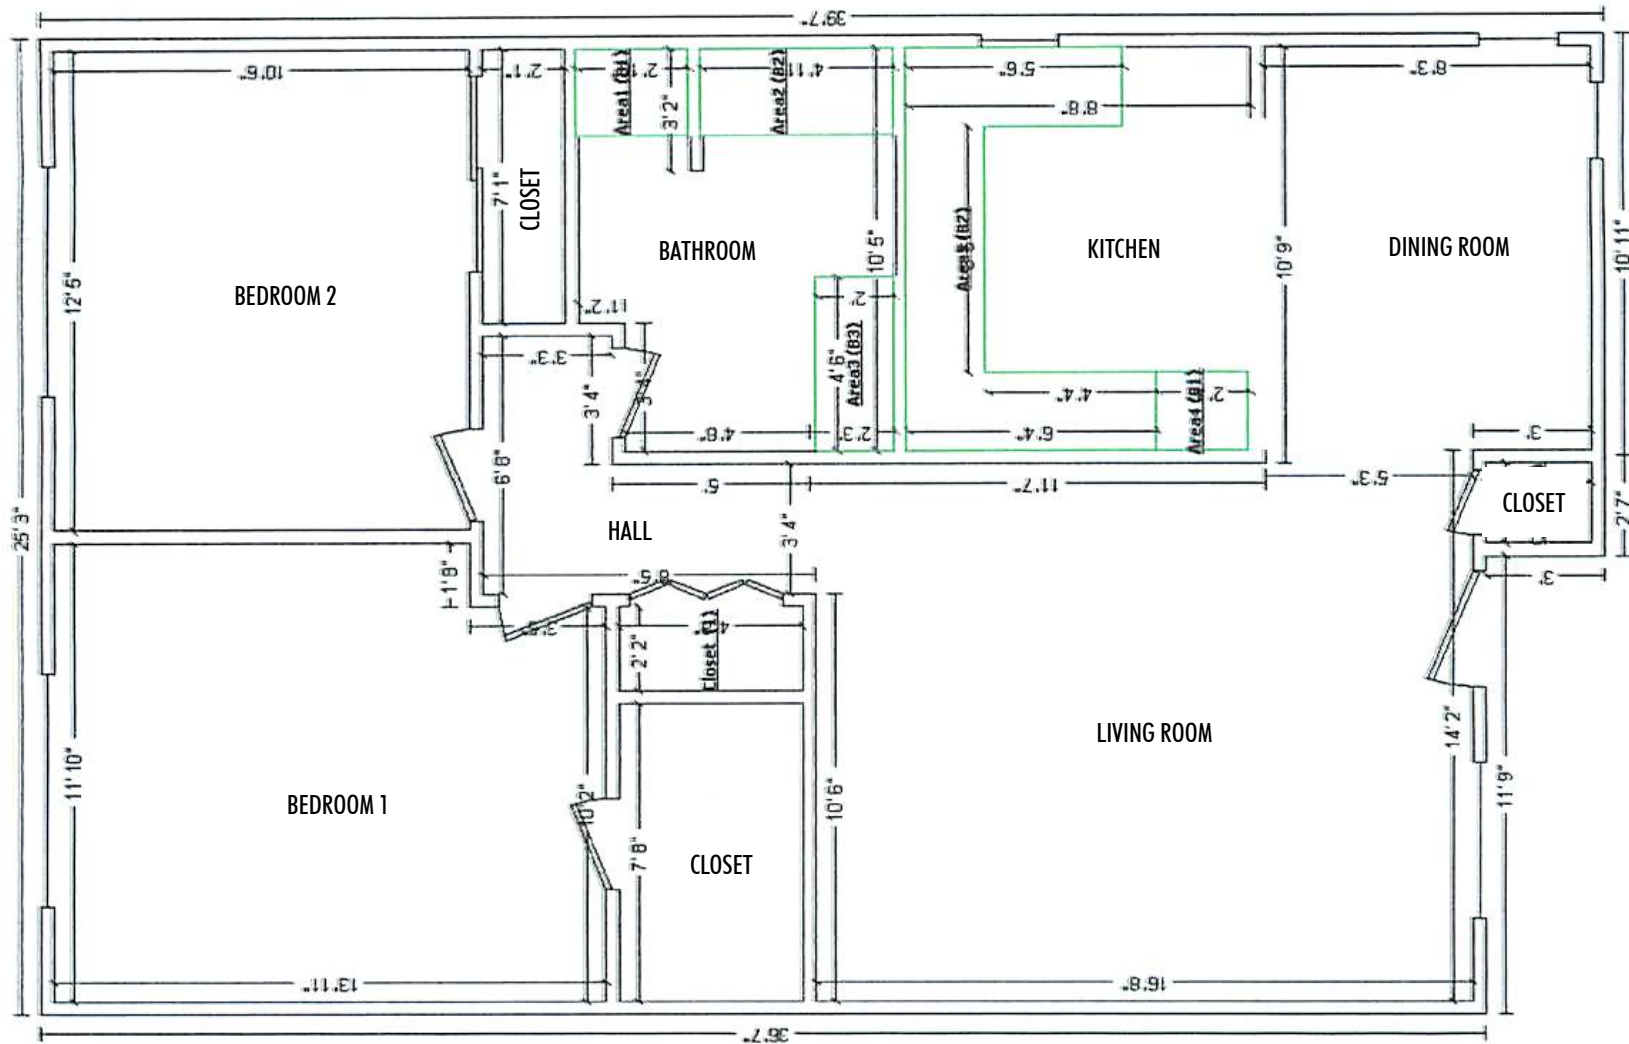 39'7"
10'6"
2'1"
2'1"
4'11"
5'6"
8'3"
Area1 (B1)
3'2"
Area2 (B2)
8'8"
12'5"
7'1"
CLOSET
BATHROOM
10'5"
Area5 (B2)
KITCHEN
10'9"
DINING ROOM
10'11"
BEDROOM 2
1'2"
2'
3'3"
3'4"
3'4"
4'6"
Area3 (B3)
4'4"
2'
Area4 (B1)
4'8"
2'3"
6'4"
3'
25'3"
6'8"
5'
11'7"
5'3"
CLOSET
2'7"
HALL
3'4"
1'8"
8'5"
3'
2'2"
Closet (1)
14'2"
LIVING ROOM
11'10"
BEDROOM 1
10'2"
7'8"
CLOSET
10'6"
11'9"
13'11"
16'8"
36'7"